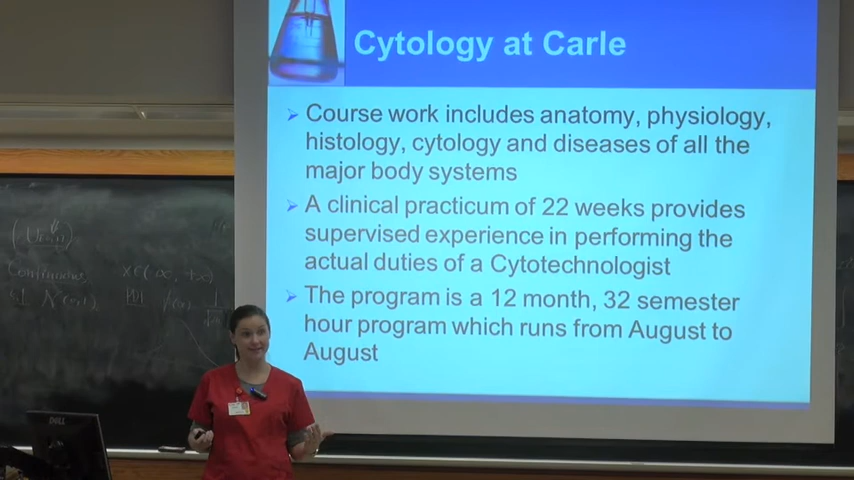 Cytology at Carle
➢ Course work includes anatomy, physiology,
histology, cytology and diseases of all the
major body systems
➢ A clinical practicum of 22 weeks provides
supervised experience in performing the
actual duties of a Cytotechnologist
➢ The program is a 12 month, 32 semester
hour program which runs from August to
August
DELL